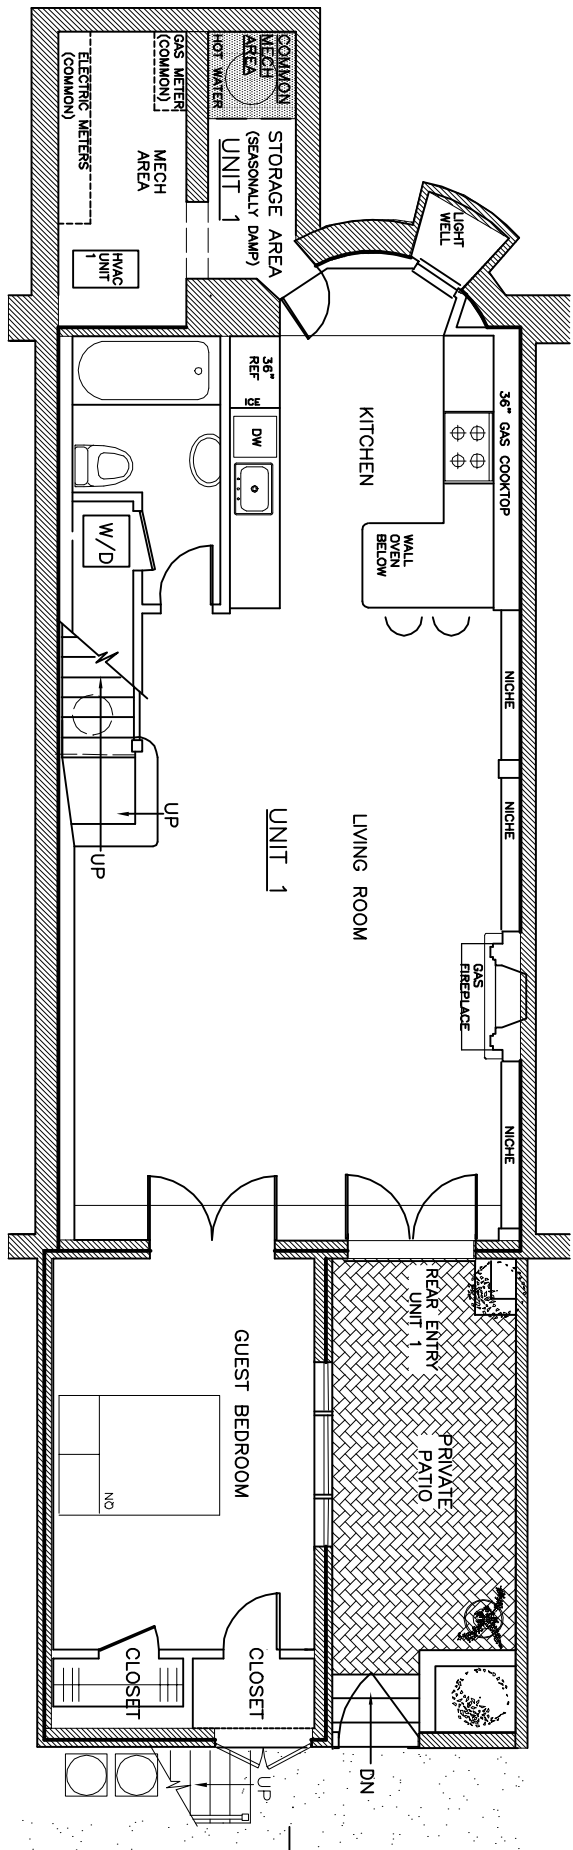 ELECTRIC METERS
(COMMON)
GAS METER
(COMMON)
MECH
AREA
HVAC
UNIT
1
COMMON
MECH
AREA
HOT WATER
STORAGE AREA
(SEASONALLY DAMP)
UNIT 1
LIGHT
WELL
36"
REF
ICE
DW
KITCHEN
36" GAS COOKTOP
WALL
OVEN
BELOW
W/D
UP
UP
NICHE
NICHE
LIVING ROOM
UNIT 1
GAS
FIREPLACE
NICHE
REAR ENTRY
UNIT 1
PRIVATE
PATIO
GUEST BEDROOM
QN
CLOSET
CLOSET
DN
UP